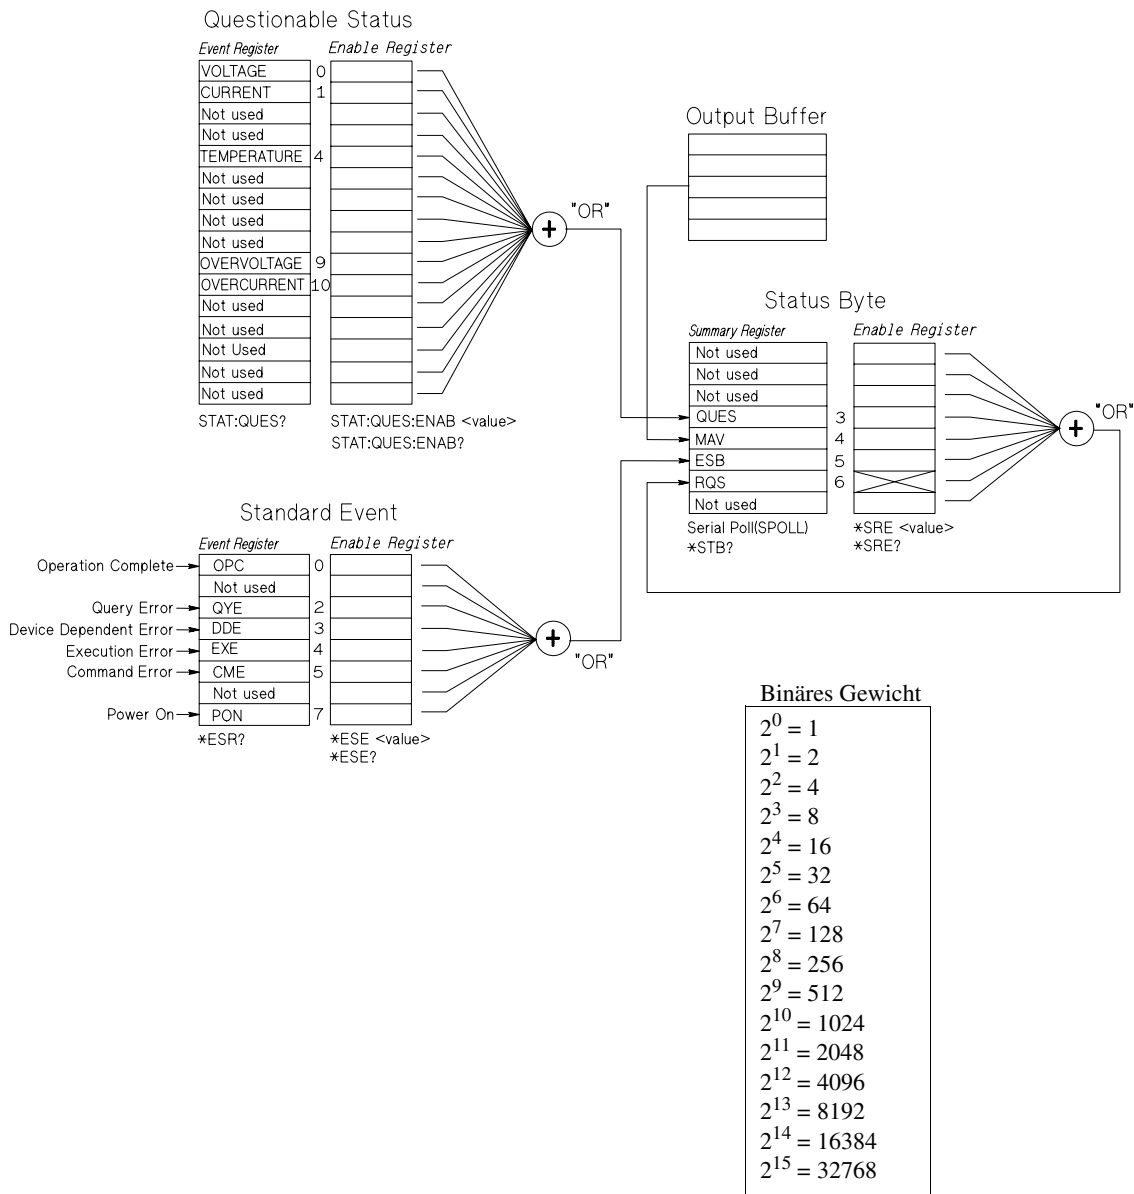 Questionable Status
Event Register Enable Register
VOLTAGE 0
CURRENT 1
Not used
Not used
TEMPERATURE 4
Not used
Not used
Not used
Not used
OVERVOLTAGE 9
OVERCURRENT 10
Not used
Not used
Not Used
Not used
Not used
STAT:QUES? STAT:QUES:ENAB <value>
STAT:QUES:ENAB?
+
"OR"
Output Buffer
Status Byte
Summary Register Enable Register
Not used
Not used
Not used
QUES 3
MAV 4
ESB 5
RQS 6
Not used
Serial Poll(SPOLL) *SRE <value>
*STB? *SRE?
+
"OR"
Standard Event
Event Register Enable Register
Operation Complete OPC 0
Not used
Query Error QYE 2
Device Dependent Error DDE 3
Execution Error EXE 4
Command Error CME 5
Not used
Power On PON 7
*ESR? *ESE <value>
*ESE?
+
"OR"
Binäres Gewicht
2^0 = 1
2^1 = 2
2^2 = 4
2^3 = 8
2^4 = 16
2^5 = 32
2^6 = 64
2^7 = 128
2^8 = 256
2^9 = 512
2^10 = 1024
2^11 = 2048
2^12 = 4096
2^13 = 8192
2^14 = 16384
2^15 = 32768